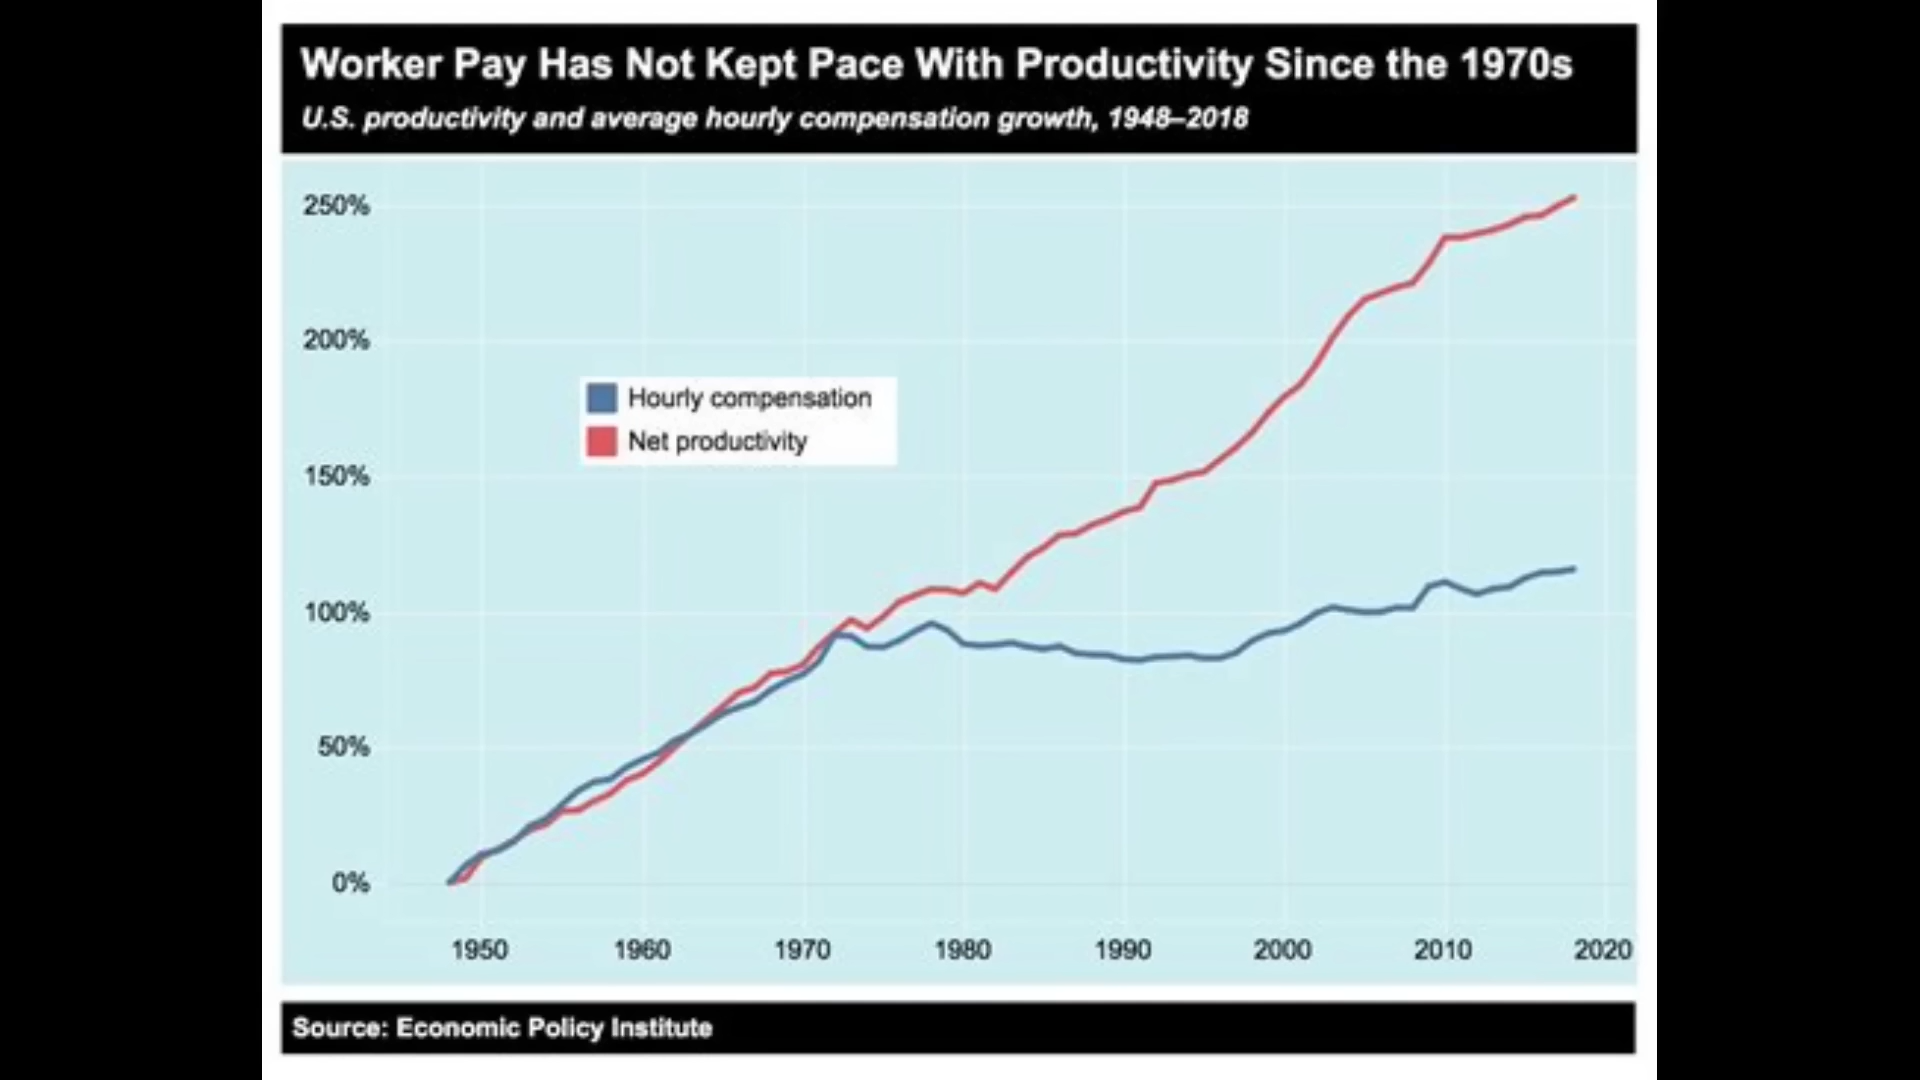 Worker Pay Has Not Kept Pace With Productivity Since the 1970s
U.S. productivity and average hourly compensation growth, 1948–2018
250%
200%
Hourly compensation
Net productivity
150%
100%
50%
0%
1950 1960 1970 1980 1990 2000 2010 2020
Source: Economic Policy Institute